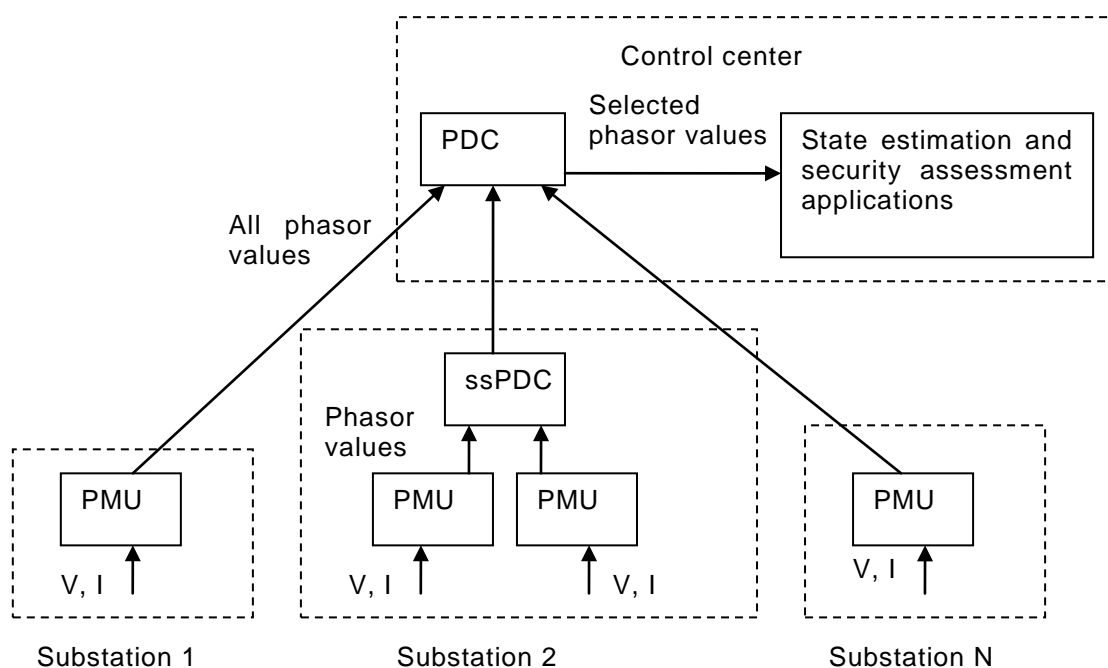 Control center
Selected
phasor values
PDC
State estimation and
security assessment
applications
All phasor
values
ssPDC
Phasor
values
PMU
PMU
PMU
PMU
V, I
V, I
V, I
V, I
Substation 1
Substation 2
Substation N